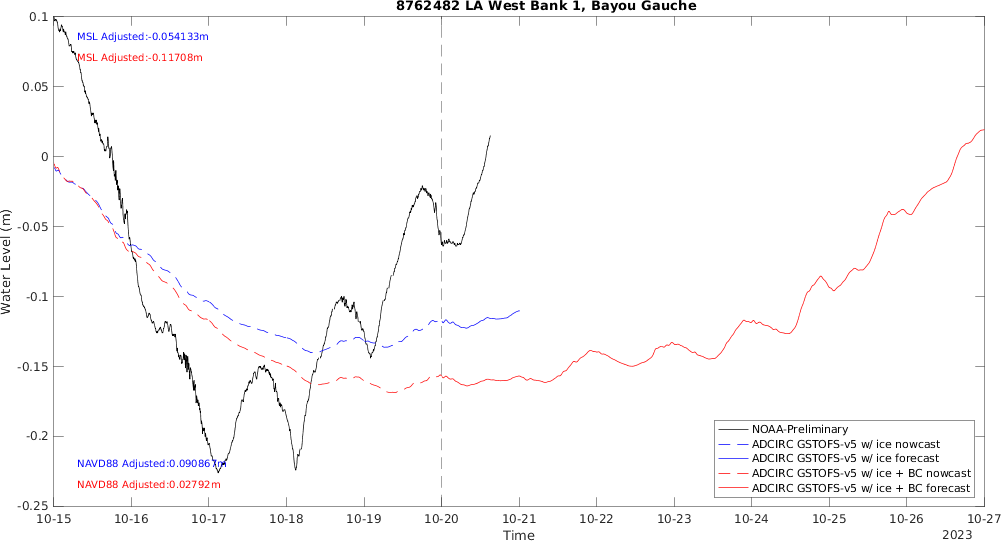 8762482 LA West Bank 1, Bayou Gauche
MSL Adjusted:-0.054133m
MSL Adjusted:-0.11708m
0.1
0.05
0
-0.05
-0.1
-0.15
-0.2
-0.25
Water Level (m)
NAVD88 Adjusted:0.090867m
NAVD88 Adjusted:0.02792m
NOAA-Preliminary
ADCIRC GSTOFS-v5 w/ ice nowcast
ADCIRC GSTOFS-v5 w/ ice forecast
ADCIRC GSTOFS-v5 w/ ice + BC nowcast
ADCIRC GSTOFS-v5 w/ ice + BC forecast
10-15 10-16 10-17 10-18 10-19 10-20 10-21 10-22 10-23 10-24 10-25 10-26 10-27
Time
2023